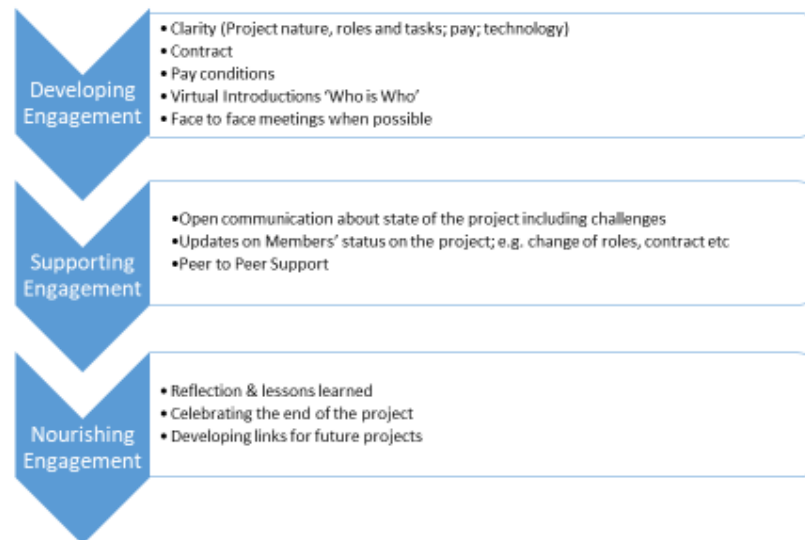 Developing
Engagement
• Clarity (Project nature, roles and tasks; pay; technology)
• Contract
• Pay conditions
• Virtual Introductions ‘Who is Who’
• Face to face meetings when possible
Supporting
Engagement
•Open communication about state of the project including challenges
•Updates on Members’ status on the project; e.g. change of roles, contract etc
•Peer to Peer Support
Nourishing
Engagement
• Reflection & lessons learned
• Celebrating the end of the project
• Developing links for future projects